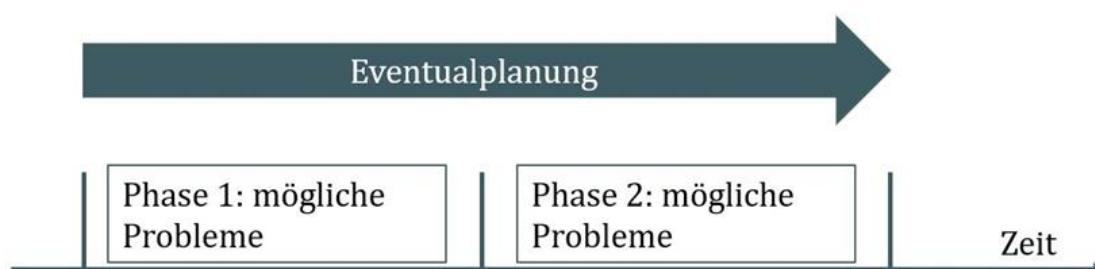 Eventualplanung
Phase 1: mögliche
Probleme
Phase 2: mögliche
Probleme
Zeit